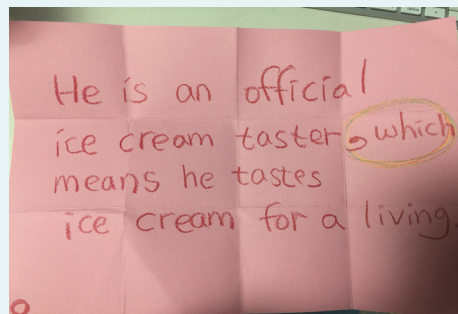 He is an official
ice cream taster, which
means he tastes
ice cream for a living.